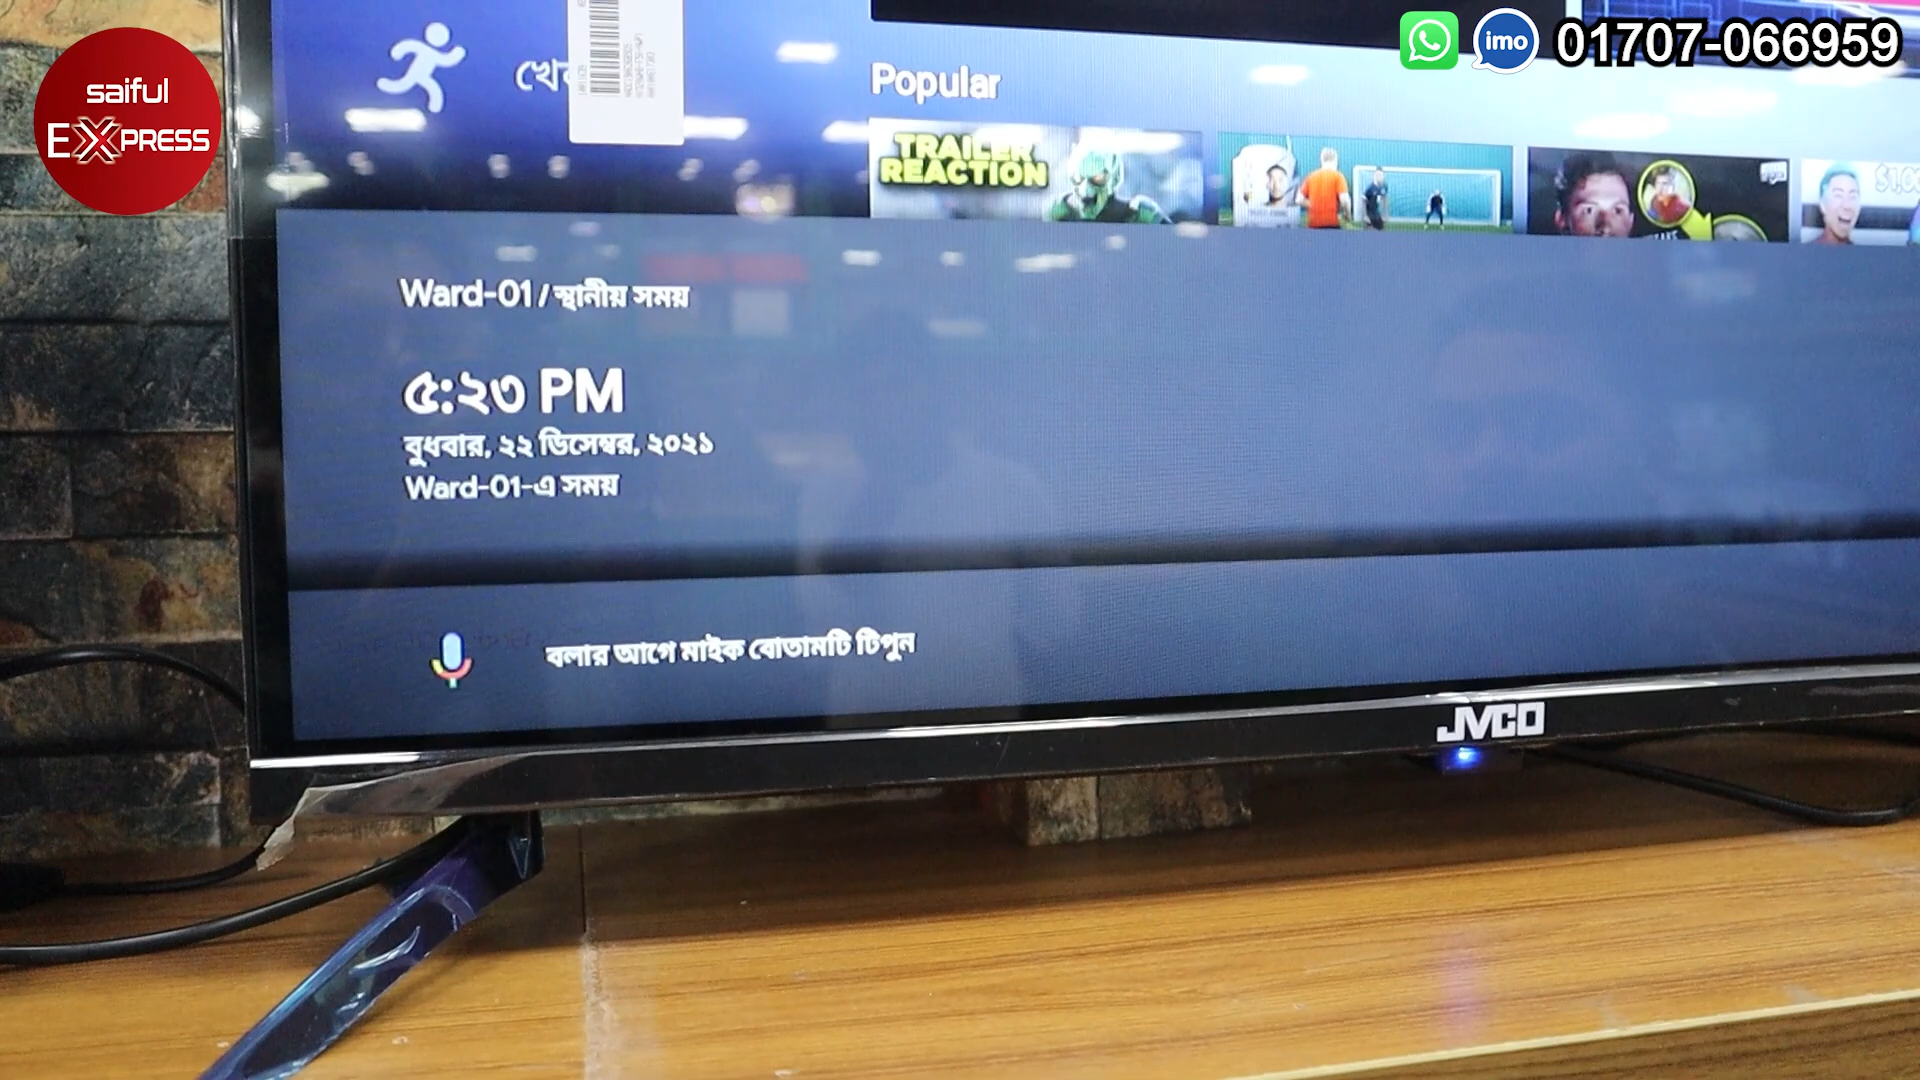 saiful
EXPRESS
imo 01707-066959
Popular
TRAILER
REACTION
Ward-01 / স্থানীয় সময়
৫:২৩ PM
বুধবার, ২২ ডিসেম্বর, ২০২১
Ward-01-এ সময়
বলার আগে মাইক বোতামটি টিপুন
JVCO